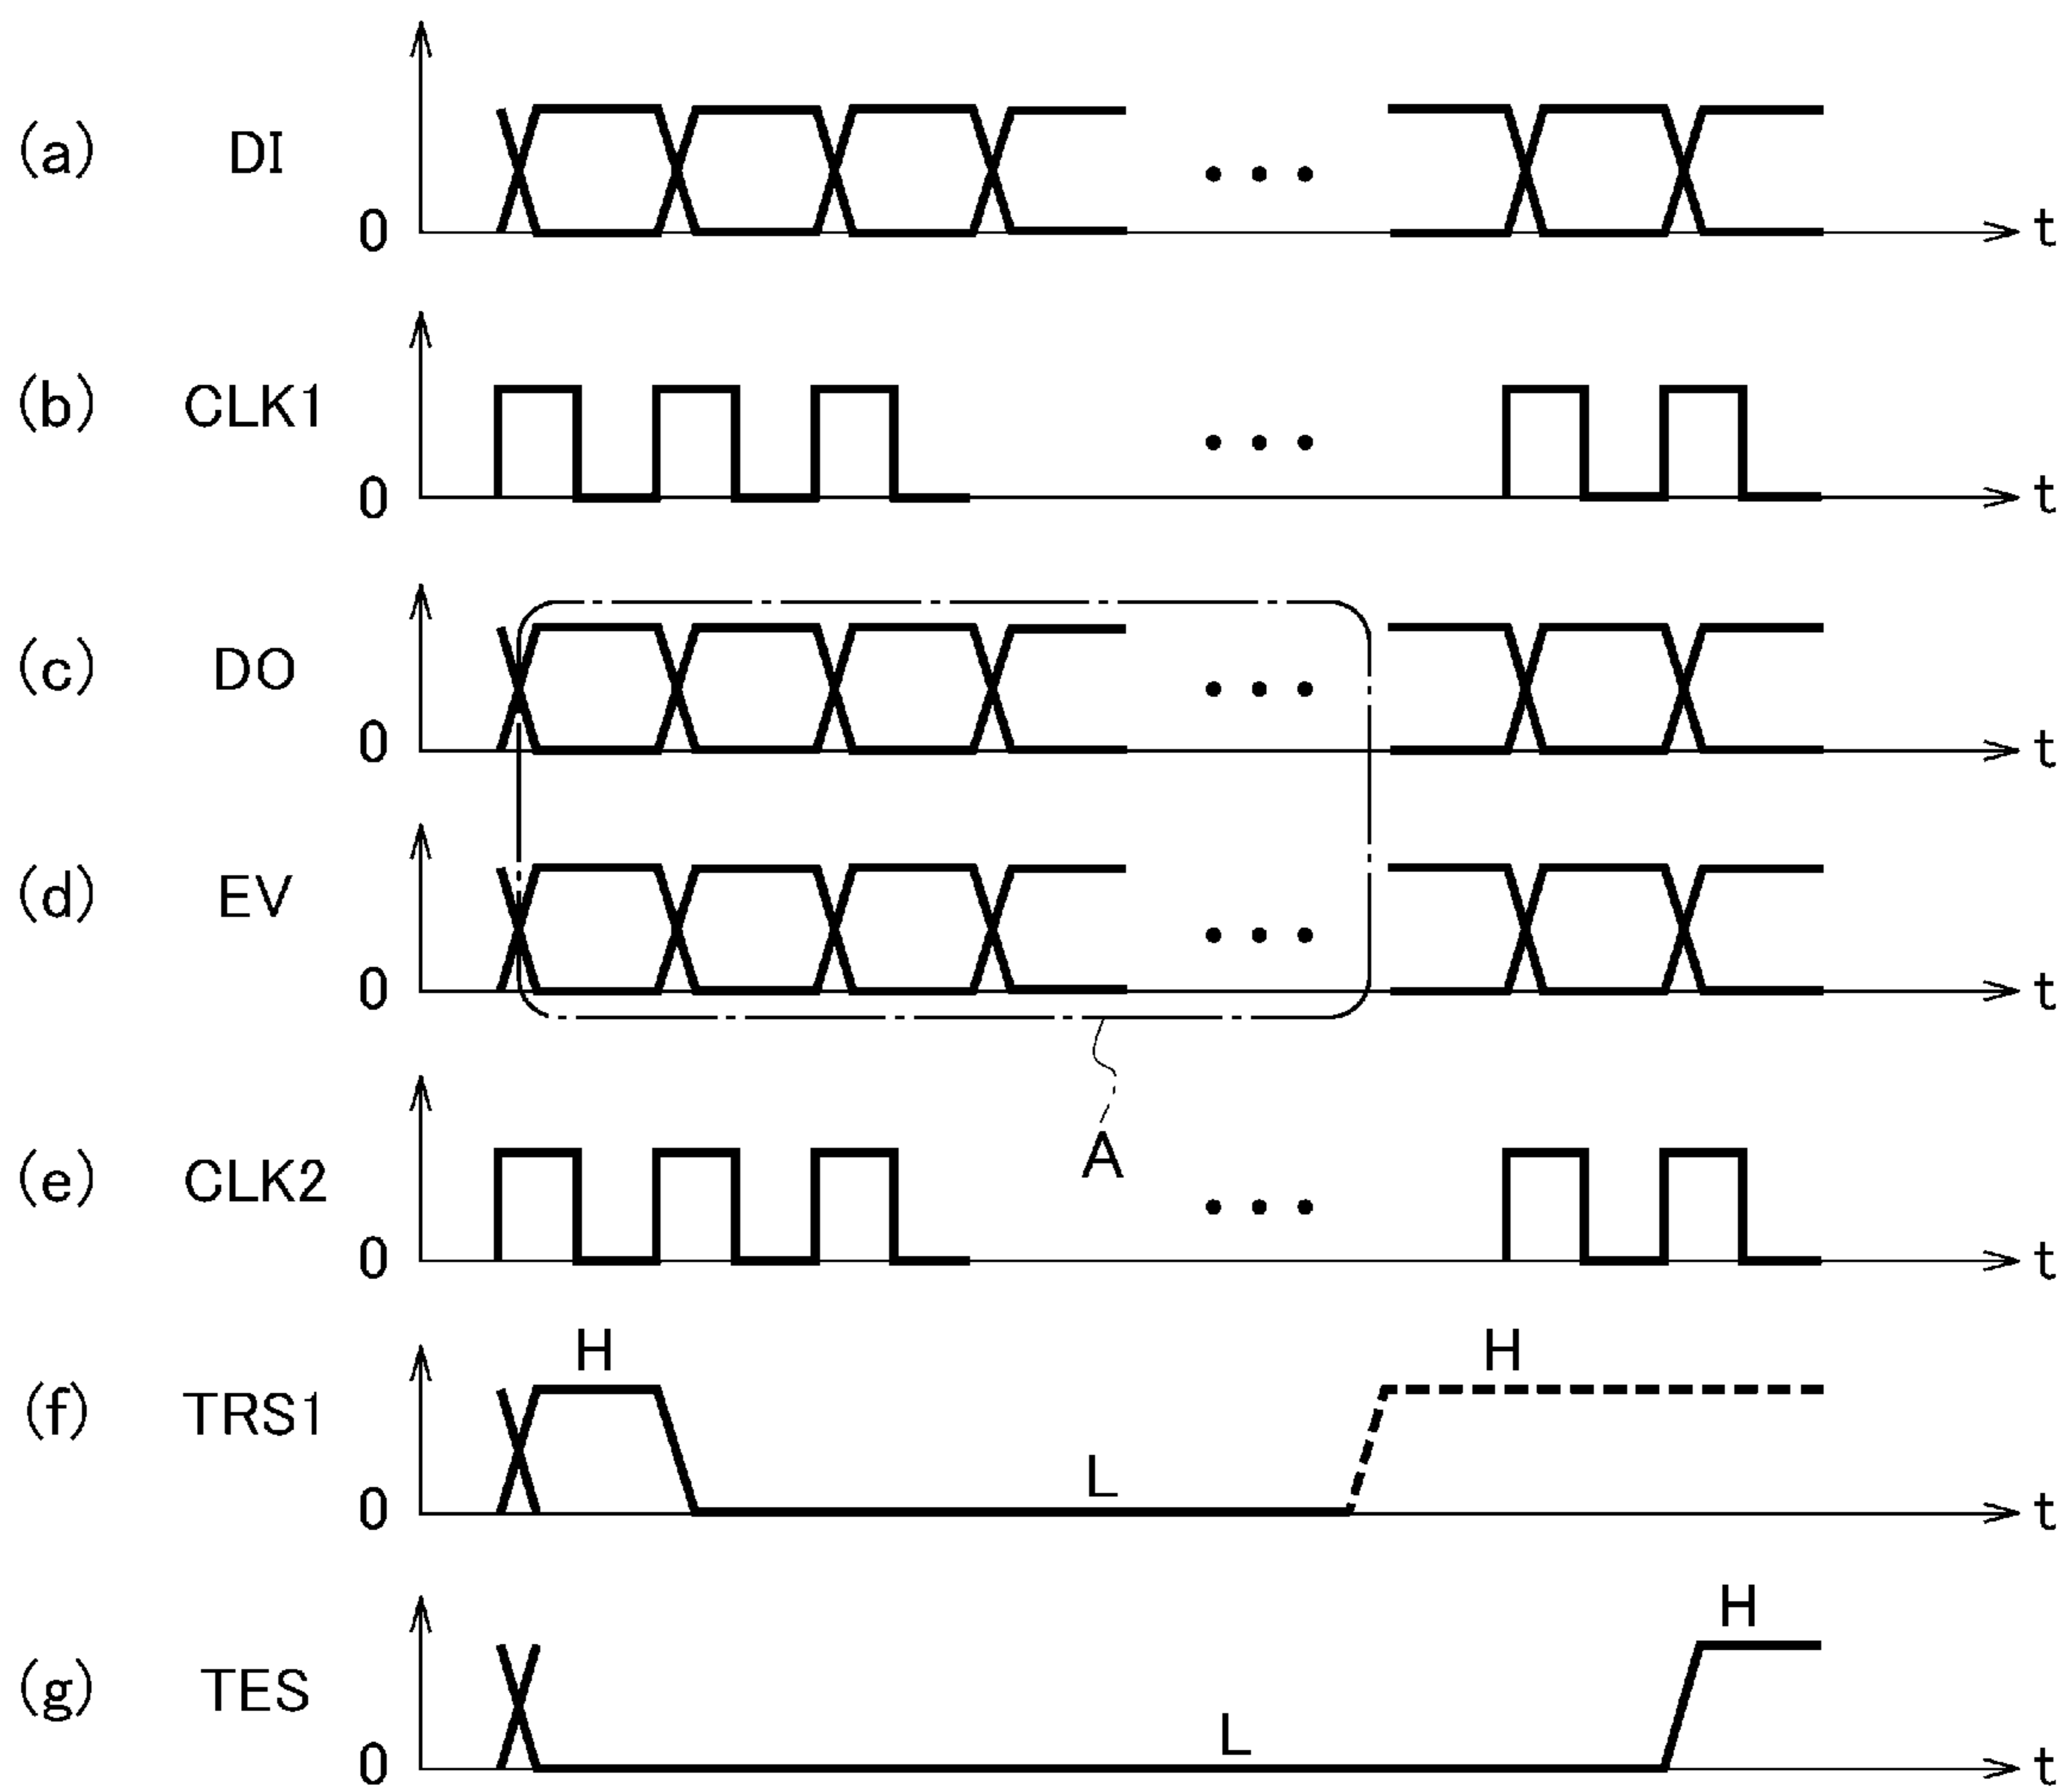 (a) DI 0 t
(b) CLK1 0 t
(c) DO 0 t
(d) EV 0 t
A
(e) CLK2 0 t
H H
(f) TRS1 L 0 t
H
(g) TES L 0 t